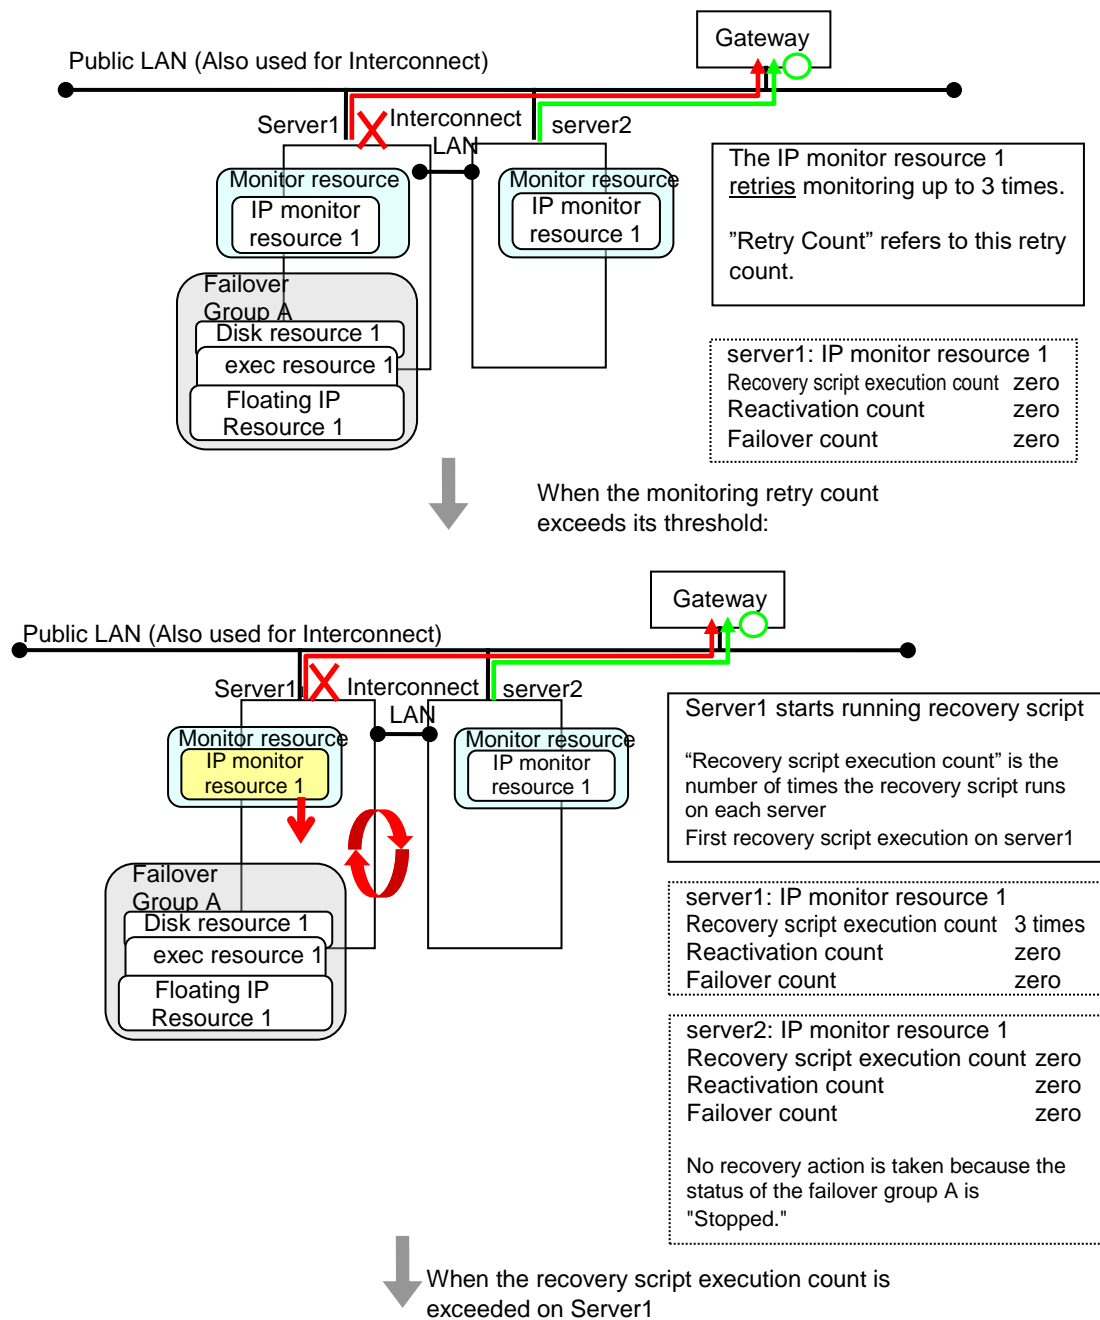 Gateway
Public LAN (Also used for Interconnect)
Server1
Interconnect
LAN
server2
Monitor resource
IP monitor
resource 1
Monitor resource
IP monitor
resource 1
Failover
Group A
Disk resource 1
exec resource 1
Floating IP
Resource 1
The IP monitor resource 1
retries monitoring up to 3 times.
”Retry Count” refers to this retry
count.
server1: IP monitor resource 1
Recovery script execution count zero
Reactivation count zero
Failover count zero
When the monitoring retry count
exceeds its threshold:
Gateway
Public LAN (Also used for Interconnect)
Server1
Interconnect
LAN
server2
Monitor resource
IP monitor
resource 1
Monitor resource
IP monitor
resource 1
Failover
Group A
Disk resource 1
exec resource 1
Floating IP
Resource 1
Server1 starts running recovery script
“Recovery script execution count” is the
number of times the recovery script runs
on each server
First recovery script execution on server1
server1: IP monitor resource 1
Recovery script execution count 3 times
Reactivation count zero
Failover count zero
server2: IP monitor resource 1
Recovery script execution count zero
Reactivation count zero
Failover count zero
No recovery action is taken because the
status of the failover group A is
"Stopped."
When the recovery script execution count is
exceeded on Server1